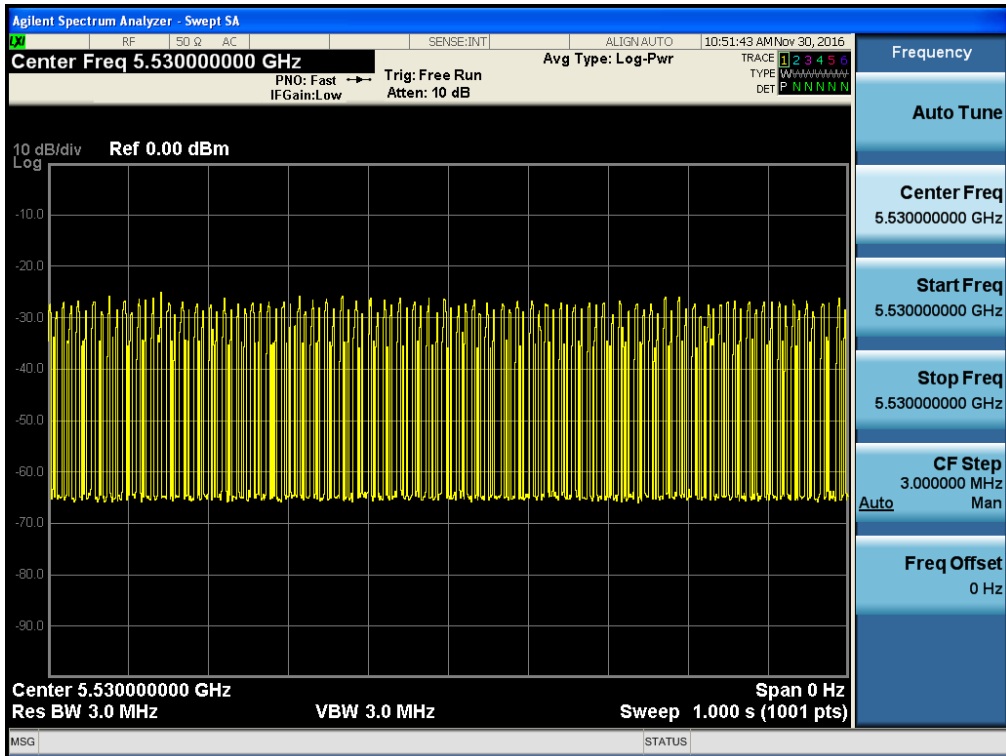 Agilent Spectrum Analyzer - Swept SA
LXI RF 50 Ω AC SENSE:INT ALIGNAUTO 10:51:43 AM Nov 30, 2016
Center Freq 5.530000000 GHz
PNO: Fast
IFGain:Low
Trig: Free Run
Atten: 10 dB
Avg Type: Log-Pwr
TRACE 1 2 3 4 5 6
TYPE W
DET P N N N N N
10 dB/div Ref 0.00 dBm
Log
-10.0
-20.0
-30.0
-40.0
-50.0
-60.0
-70.0
-80.0
-90.0
Center 5.530000000 GHz Span 0 Hz
Res BW 3.0 MHz VBW 3.0 MHz Sweep 1.000 s (1001 pts)
MSG STATUS
Frequency
Auto Tune
Center Freq
5.530000000 GHz
Start Freq
5.530000000 GHz
Stop Freq
5.530000000 GHz
CF Step
3.000000 MHz
Auto Man
Freq Offset
0 Hz